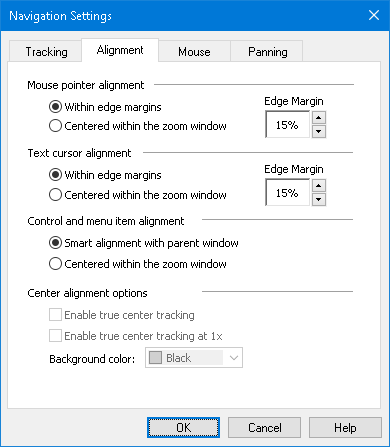 Navigation Settings
Tracking Alignment Mouse Panning
Mouse pointer alignment
Within edge margins
Centered within the zoom window
Edge Margin
15%
Text cursor alignment
Within edge margins
Centered within the zoom window
Edge Margin
15%
Control and menu item alignment
Smart alignment with parent window
Centered within the zoom window
Center alignment options
Enable true center tracking
Enable true center tracking at 1x
Background color: Black
OK Cancel Help